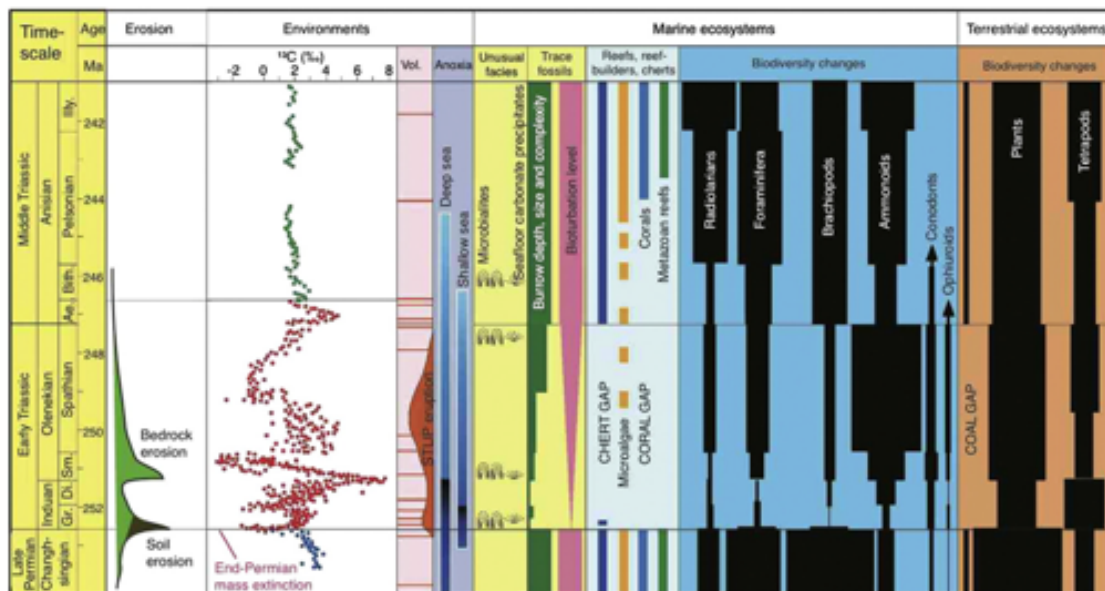 Time-
scale
Age
Erosion
Environments
Marine ecosystems
Terrestrial ecosystems
Ma
¹³C (‰)
-2 0 2 4 6 8
Vol.
Anoxia
Unusual
facies
Trace
fossils
Reefs, reef-
builders, cherts
Biodiversity changes
Biodiversity changes
Middle Triassic
Anisian
Illy.
Pelsonian
Bith.
Ae.
Early Triassic
Olenekian
Spathian
Sm.
Induan
Di.
Gr.
Late
Permian
Changh-
singian
242
244
246
248
250
252
Bedrock
erosion
Soil
erosion
End-Permian
mass extinction
STLIP eruption
Deep sea
Shallow sea
Microbialites
Seafloor carbonate precipitates
Burrow depth, size and complexity
Bioturbation level
CHERT GAP
Microalgae
CORAL GAP
Corals
Metazoan reefs
Radiolarians
Foraminifera
Brachiopods
Ammonoids
Conodonts
Ophiuroids
COAL GAP
Plants
Tetrapods